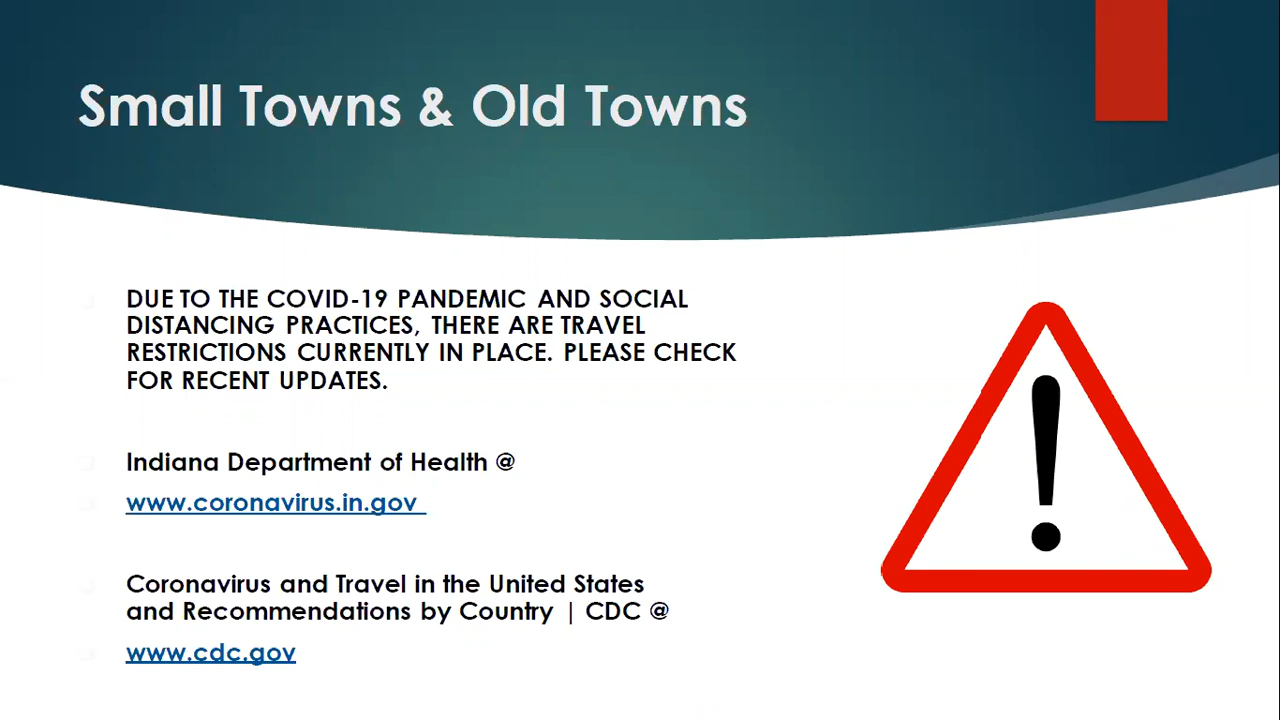 Small Towns & Old Towns
DUE TO THE COVID-19 PANDEMIC AND SOCIAL
DISTANCING PRACTICES, THERE ARE TRAVEL
RESTRICTIONS CURRENTLY IN PLACE. PLEASE CHECK
FOR RECENT UPDATES.
Indiana Department of Health @
www.coronavirus.in.gov
Coronavirus and Travel in the United States
and Recommendations by Country | CDC @
www.cdc.gov